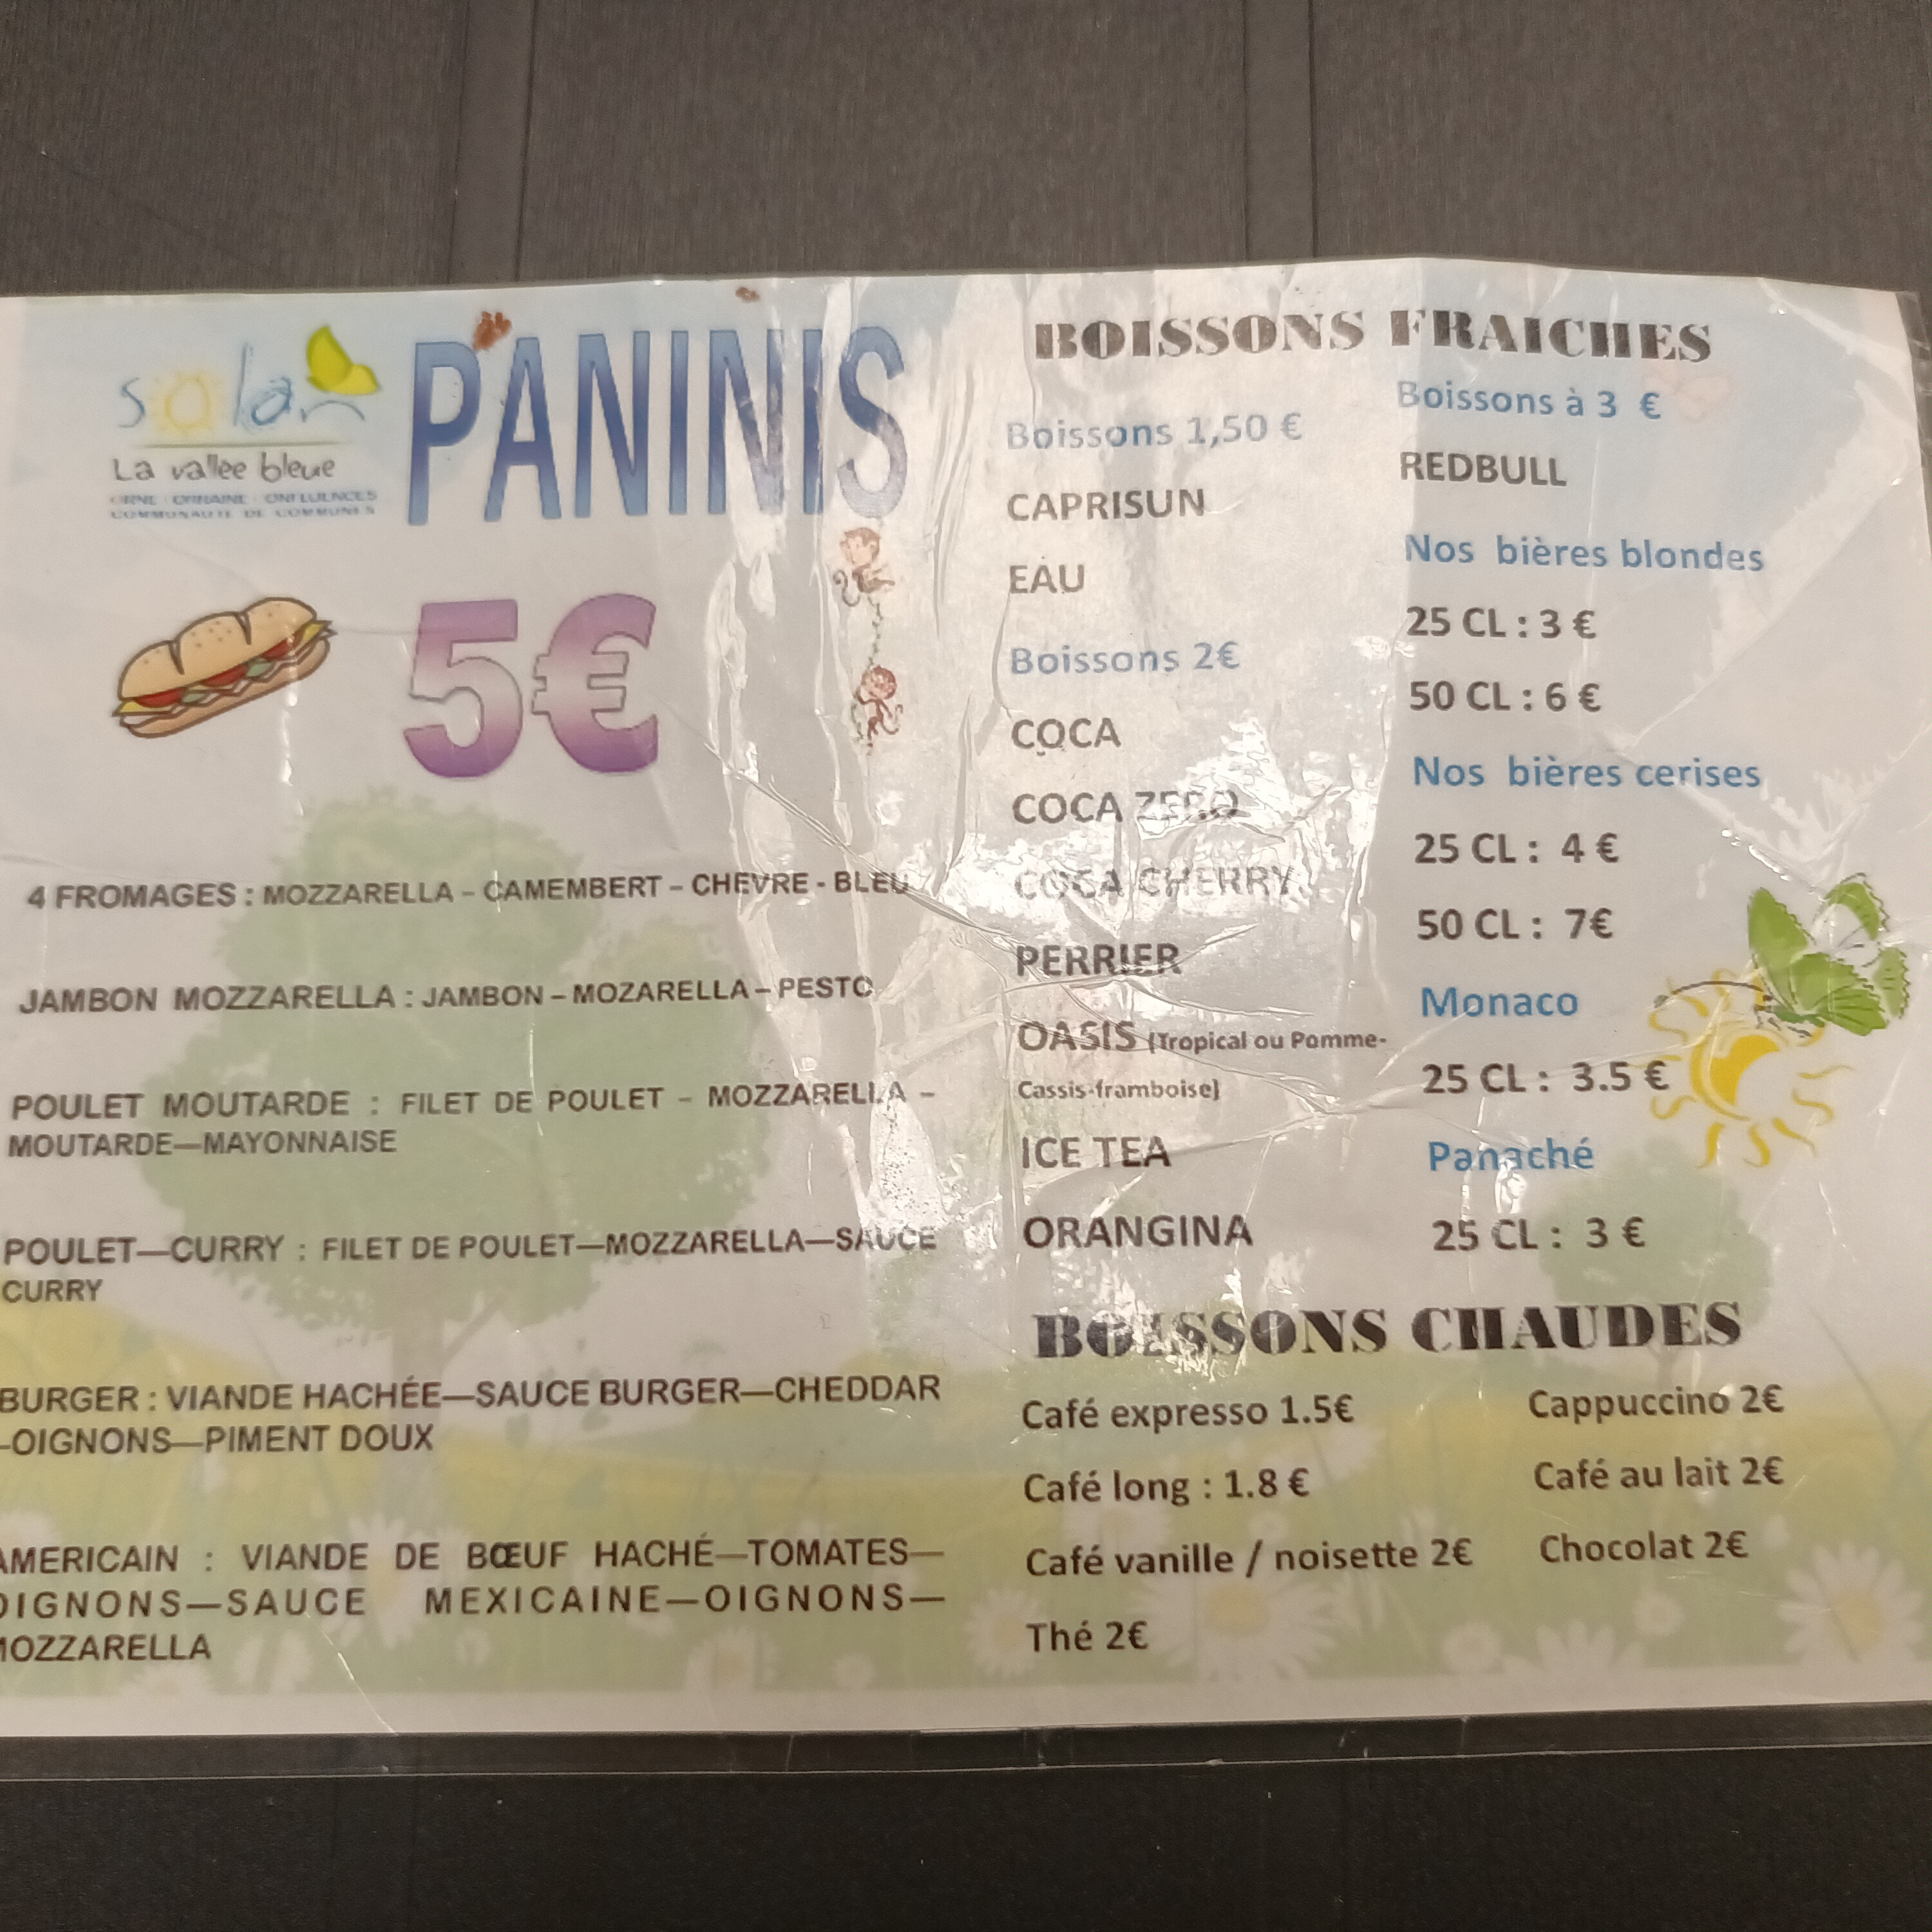 solan
La vallée bleue
COMMUNAUTÉ DE COMMUNES
PANINIS
5€
4 FROMAGES : MOZZARELLA – CAMEMBERT – CHEVRE - BLEU
JAMBON MOZZARELLA : JAMBON – MOZARELLA – PESTO
POULET MOUTARDE : FILET DE POULET – MOZZARELLA –
MOUTARDE—MAYONNAISE
POULET—CURRY : FILET DE POULET—MOZZARELLA—SAUCE
CURRY
BURGER : VIANDE HACHÉE—SAUCE BURGER—CHEDDAR
—OIGNONS—PIMENT DOUX
AMERICAIN : VIANDE DE BŒUF HACHÉ—TOMATES—
OIGNONS—SAUCE MEXICAINE—OIGNONS—
MOZZARELLA
BOISSONS FRAICHES
Boissons 1,50 €
CAPRISUN
EAU
Boissons 2€
COCA
COCA ZERO
COCA CHERRY
PERRIER
OASIS (Tropical ou Pomme-
Cassis-framboise)
ICE TEA
ORANGINA
Boissons à 3 €
REDBULL
Nos bières blondes
25 CL : 3 €
50 CL : 6 €
Nos bières cerises
25 CL : 4 €
50 CL : 7€
Monaco
25 CL : 3.5 €
Panaché
25 CL : 3 €
BOISSONS CHAUDES
Café expresso 1.5€
Café long : 1.8 €
Café vanille / noisette 2€
Thé 2€
Cappuccino 2€
Café au lait 2€
Chocolat 2€